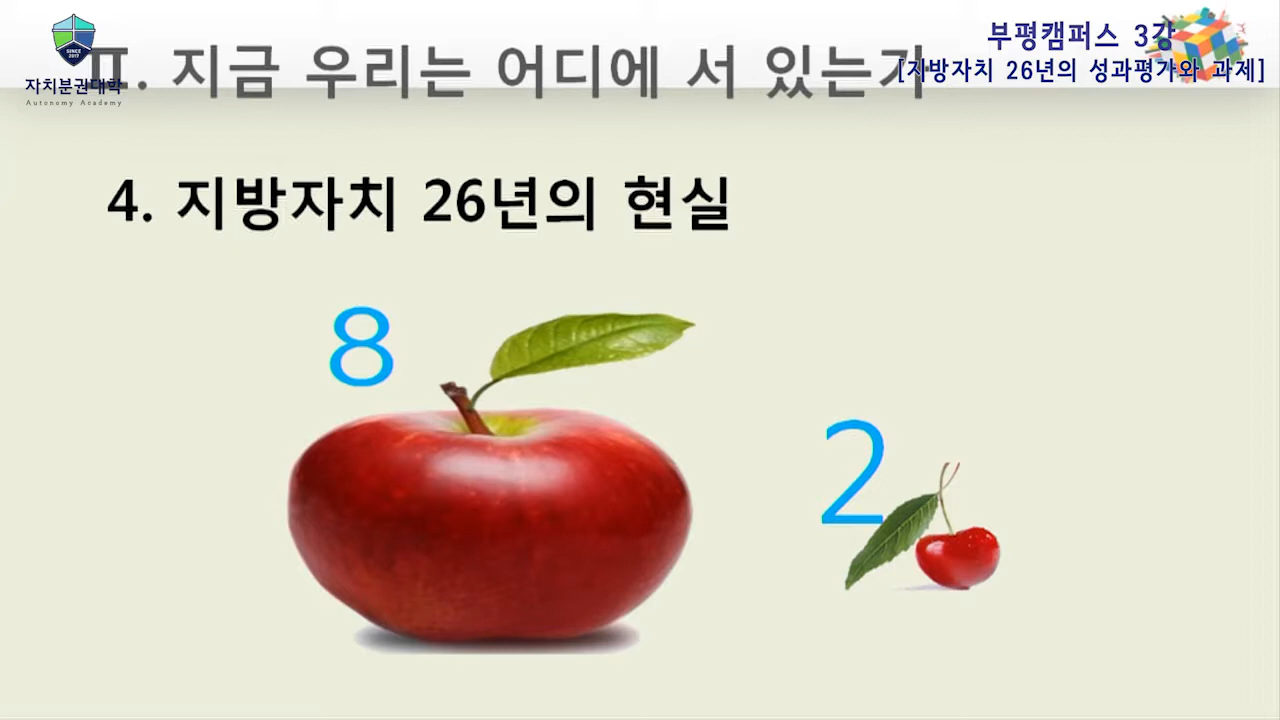 SINCE
2017
자치분권대학
Autonomy Academy
Ⅱ. 지금 우리는 어디에 서 있는가
부평캠퍼스 3강
[지방자치 26년의 성과평가와 과제]
4. 지방자치 26년의 현실
8
2